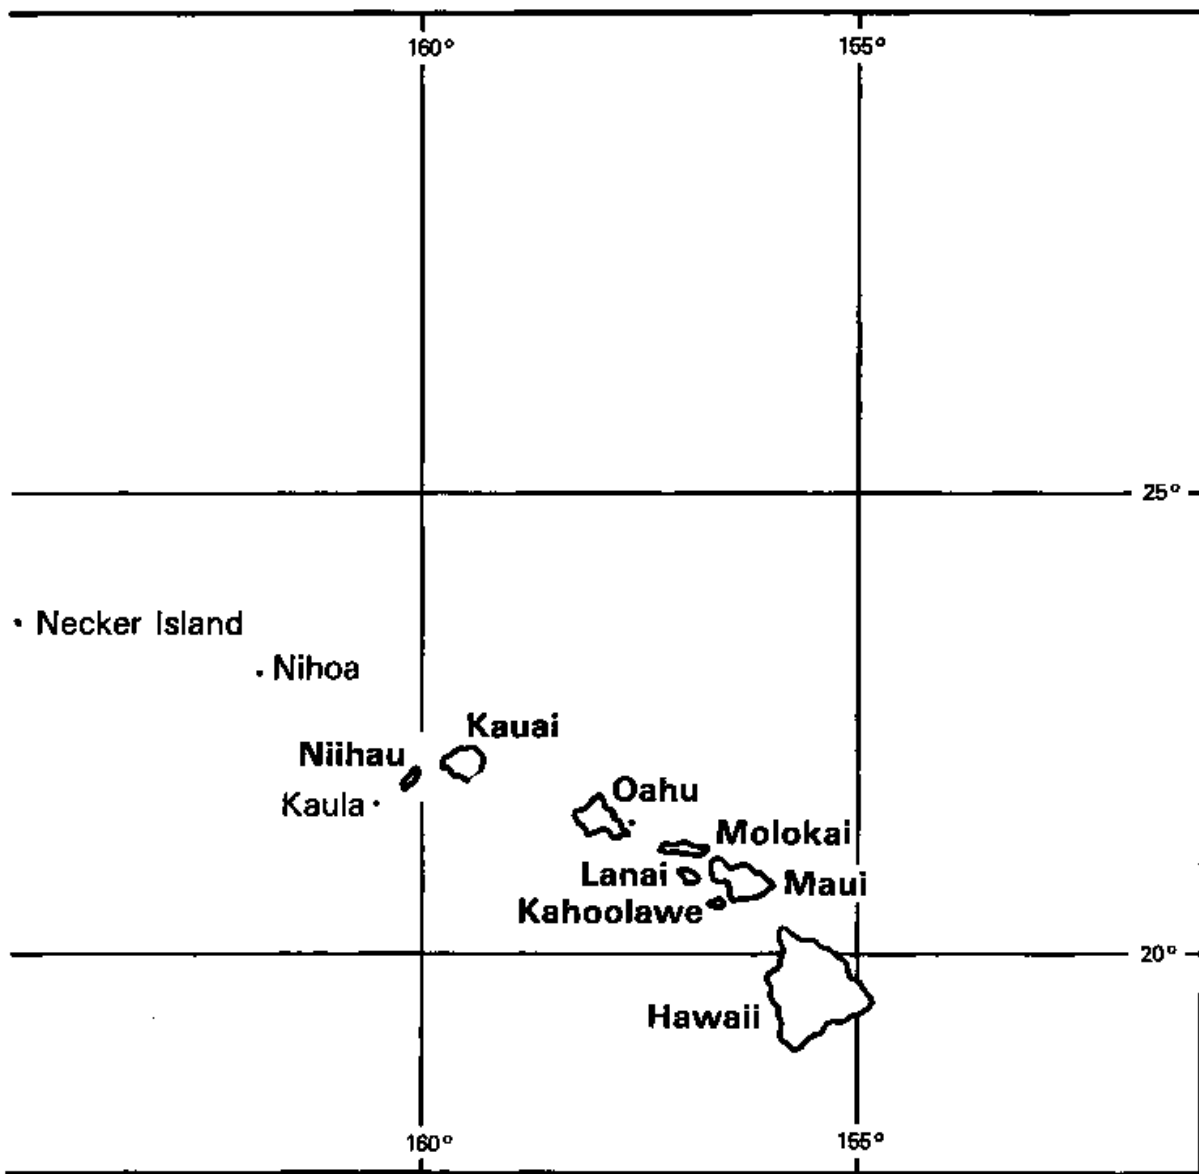 160°
155°
25°
Necker Island
Nihoa
Kauai
Niihau
Kaula
Oahu
Molokai
Lanai
Maui
Kahoolawe
20°
Hawaii
160°
155°